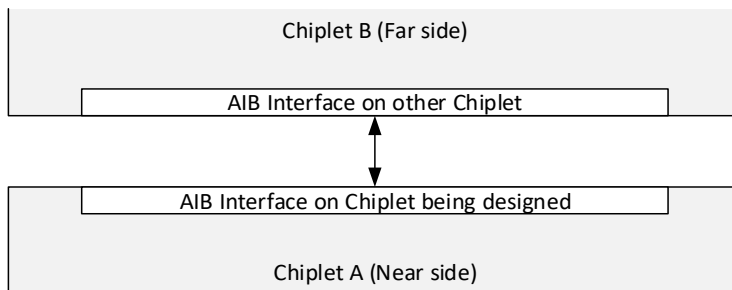 Chiplet B (Far side)
AIB Interface on other Chiplet
AIB Interface on Chiplet being designed
Chiplet A (Near side)